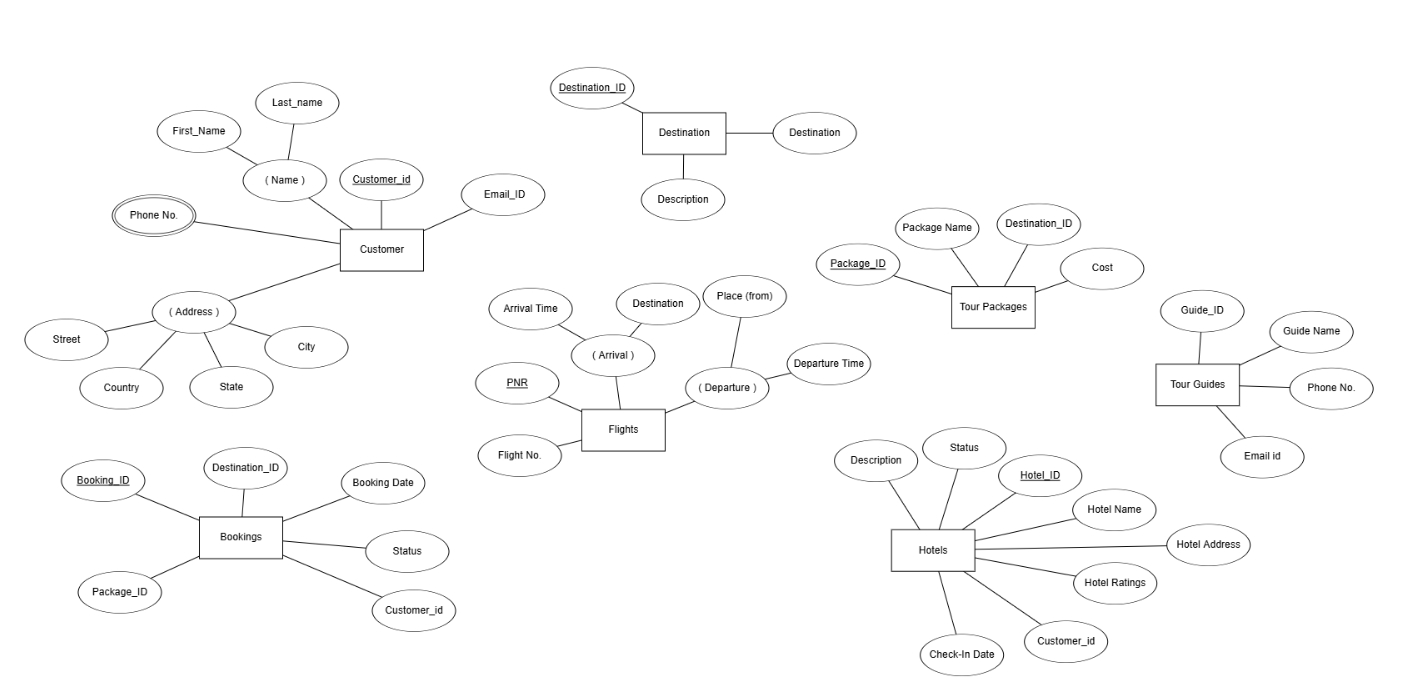 Last_name
First_Name
( Name )
Customer_id
Email_ID
Phone No.
Customer
( Address )
Street
City
Country
State
Destination_ID
Destination
Destination
Description
Package Name
Destination_ID
Package_ID
Cost
Tour Packages
Arrival Time
Destination
Place (from)
( Arrival )
Departure Time
PNR
( Departure )
Flights
Flight No.
Guide_ID
Guide Name
Tour Guides
Phone No.
Email id
Booking_ID
Destination_ID
Booking Date
Bookings
Status
Package_ID
Customer_id
Description
Status
Hotel_ID
Hotel Name
Hotels
Hotel Address
Hotel Ratings
Customer_id
Check-In Date